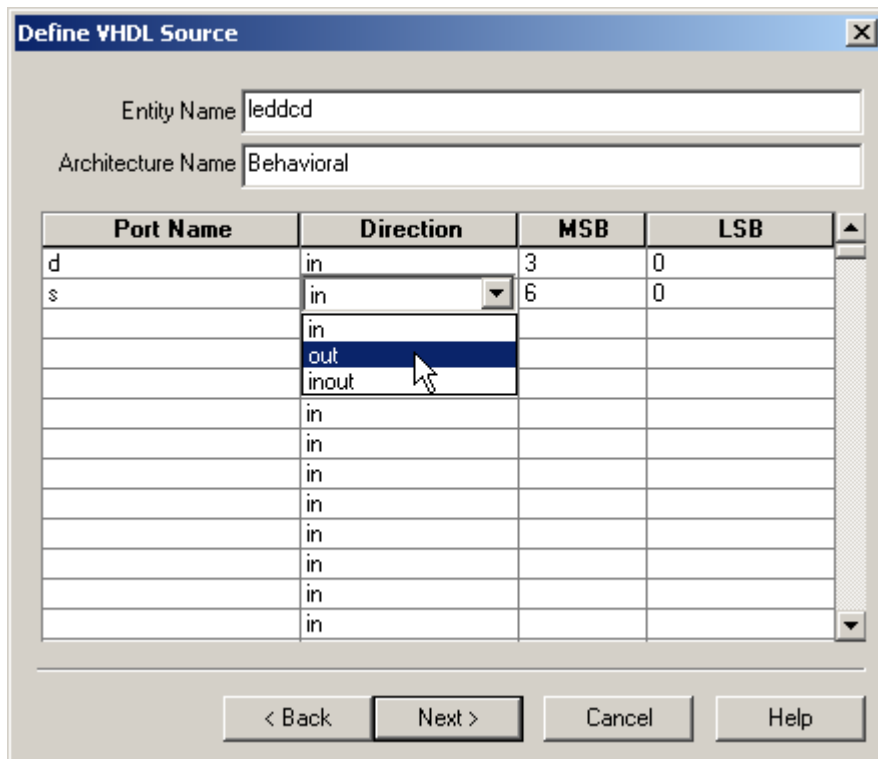 Define VHDL Source
Entity Name leddcd
Architecture Name Behavioral
Port Name Direction MSB LSB
d in 3 0
s in 6 0
in
out
inout
in
in
in
in
in
in
in
in
< Back Next > Cancel Help